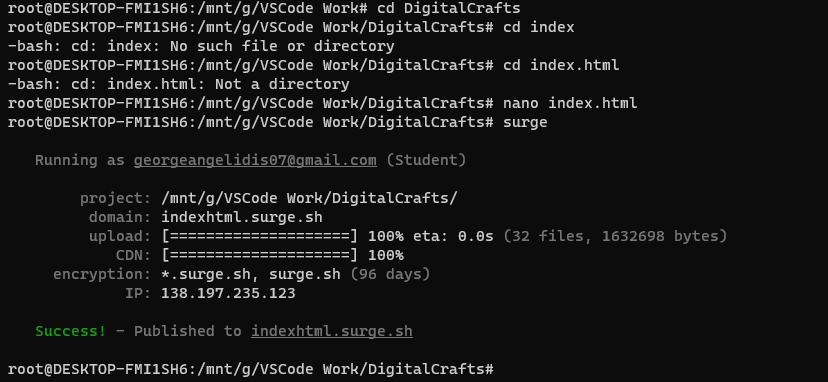 root@DESKTOP-FMI1SH6:/mnt/g/VSCode Work# cd DigitalCrafts
root@DESKTOP-FMI1SH6:/mnt/g/VSCode Work/DigitalCrafts# cd index
-bash: cd: index: No such file or directory
root@DESKTOP-FMI1SH6:/mnt/g/VSCode Work/DigitalCrafts# cd index.html
-bash: cd: index.html: Not a directory
root@DESKTOP-FMI1SH6:/mnt/g/VSCode Work/DigitalCrafts# nano index.html
root@DESKTOP-FMI1SH6:/mnt/g/VSCode Work/DigitalCrafts# surge
Running as georgeangelidis07@gmail.com (Student)
project: /mnt/g/VSCode Work/DigitalCrafts/
domain: indexhtml.surge.sh
upload: [====================] 100% eta: 0.0s (32 files, 1632698 bytes)
CDN: [====================] 100%
encryption: *.surge.sh, surge.sh (96 days)
IP: 138.197.235.123
Success! - Published to indexhtml.surge.sh
root@DESKTOP-FMI1SH6:/mnt/g/VSCode Work/DigitalCrafts#